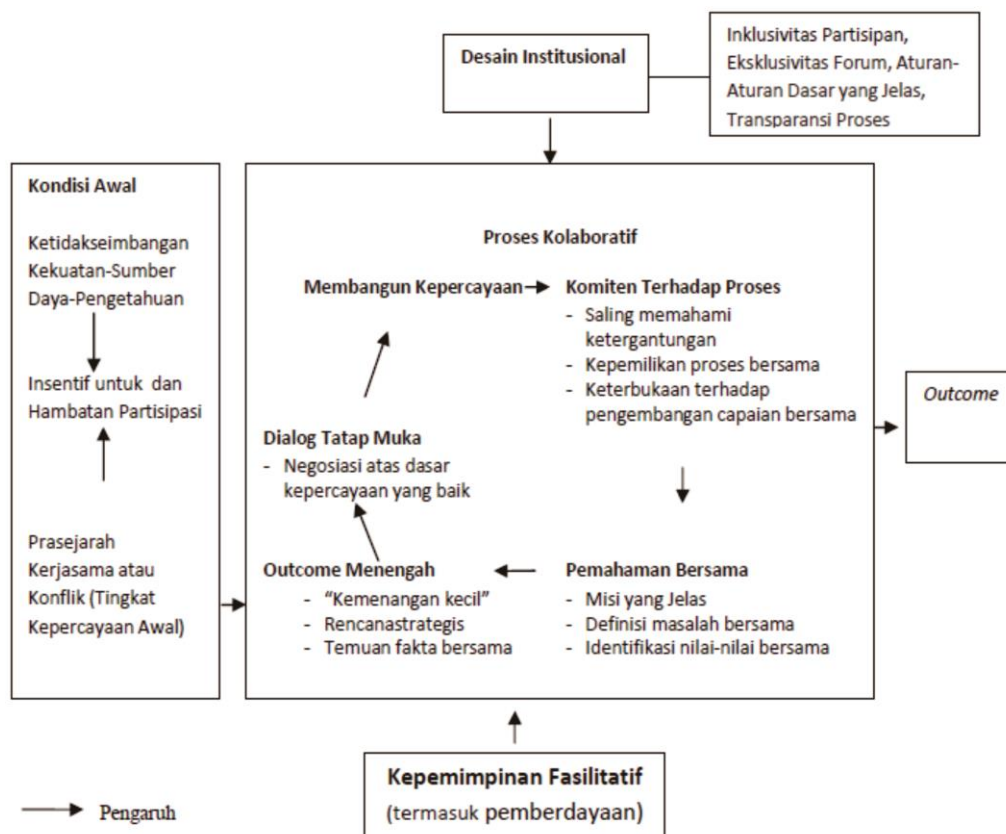 Desain Institusional
Inklusivitas Partisipan,
Eksklusivitas Forum, Aturan-
Aturan Dasar yang Jelas,
Transparansi Proses
Kondisi Awal
Ketidakseimbangan
Kekuatan-Sumber
Daya-Pengetahuan
Insentif untuk dan
Hambatan Partisipasi
Prasejarah
Kerjasama atau
Konflik (Tingkat
Kepercayaan Awal)
Proses Kolaboratif
Membangun Kepercayaan
Komiten Terhadap Proses
- Saling memahami
ketergantungan
- Kepemilikan proses bersama
- Keterbukaan terhadap
pengembangan capaian bersama
Dialog Tatap Muka
- Negosiasi atas dasar
kepercayaan yang baik
Outcome Menengah
- “Kemenangan kecil”
- Rencanastrategis
- Temuan fakta bersama
Pemahaman Bersama
- Misi yang Jelas
- Definisi masalah bersama
- Identifikasi nilai-nilai bersama
Outcome
Kepemimpinan Fasilitatif
(termasuk pemberdayaan)
Pengaruh